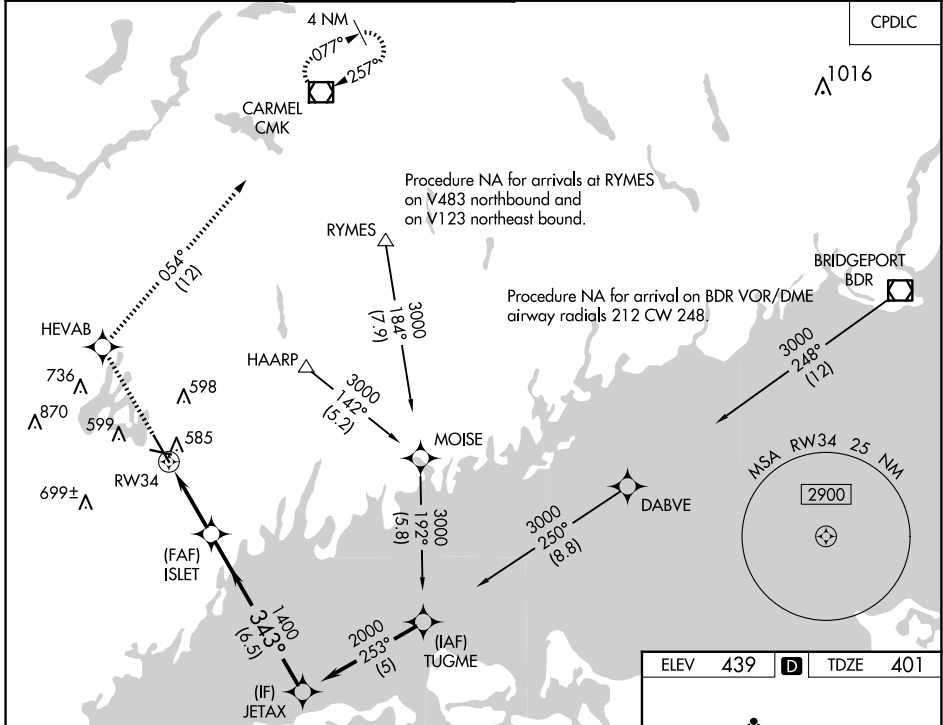 CPDLC
4 NM
077°
257°
CARMEL
CMK
1016
Procedure NA for arrivals at RYMES
on V483 northbound and
on V123 northeast bound.
RYMES
BRIDGEPORT
BDR
Procedure NA for arrival on BDR VOR/DME
airway radials 212 CW 248.
054°
(12)
3000
184°
(7.9)
3000
248°
(12)
HEVAB
HAARP
3000
142°
(5.2)
736
598
870
599
585
MOISE
RW34
699±
MSA RW34 25 NM
2900
DABVE
3000
192°
(5.8)
3000
250°
(8.8)
(FAF)
ISLET
1400
343°
(6.5)
2000
253°
(5)
(IAF)
TUGME
(IF)
JETAX
ELEV 439 D TDZE 401